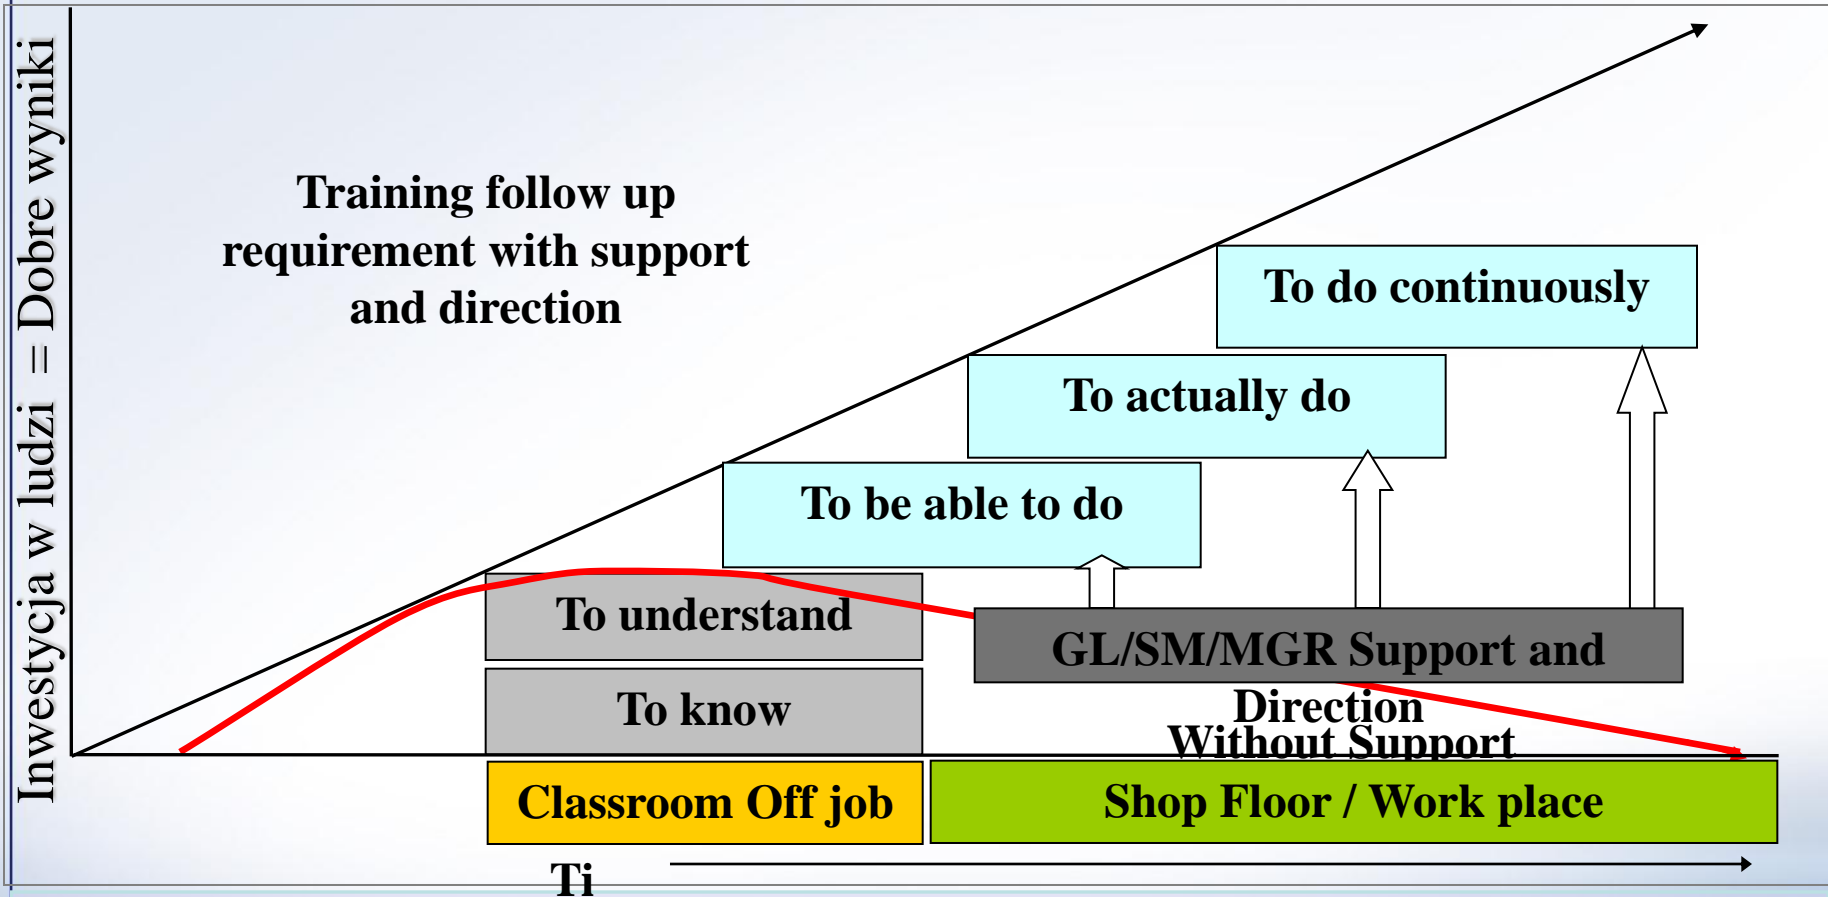 Inwestycja w ludzi = Dobre wyniki
Training follow up
requirement with support
and direction
To do continuously
To actually do
To be able to do
To understand
To know
GL/SM/MGR Support and
Direction
Without Support
Classroom Off job
Shop Floor / Work place
Ti